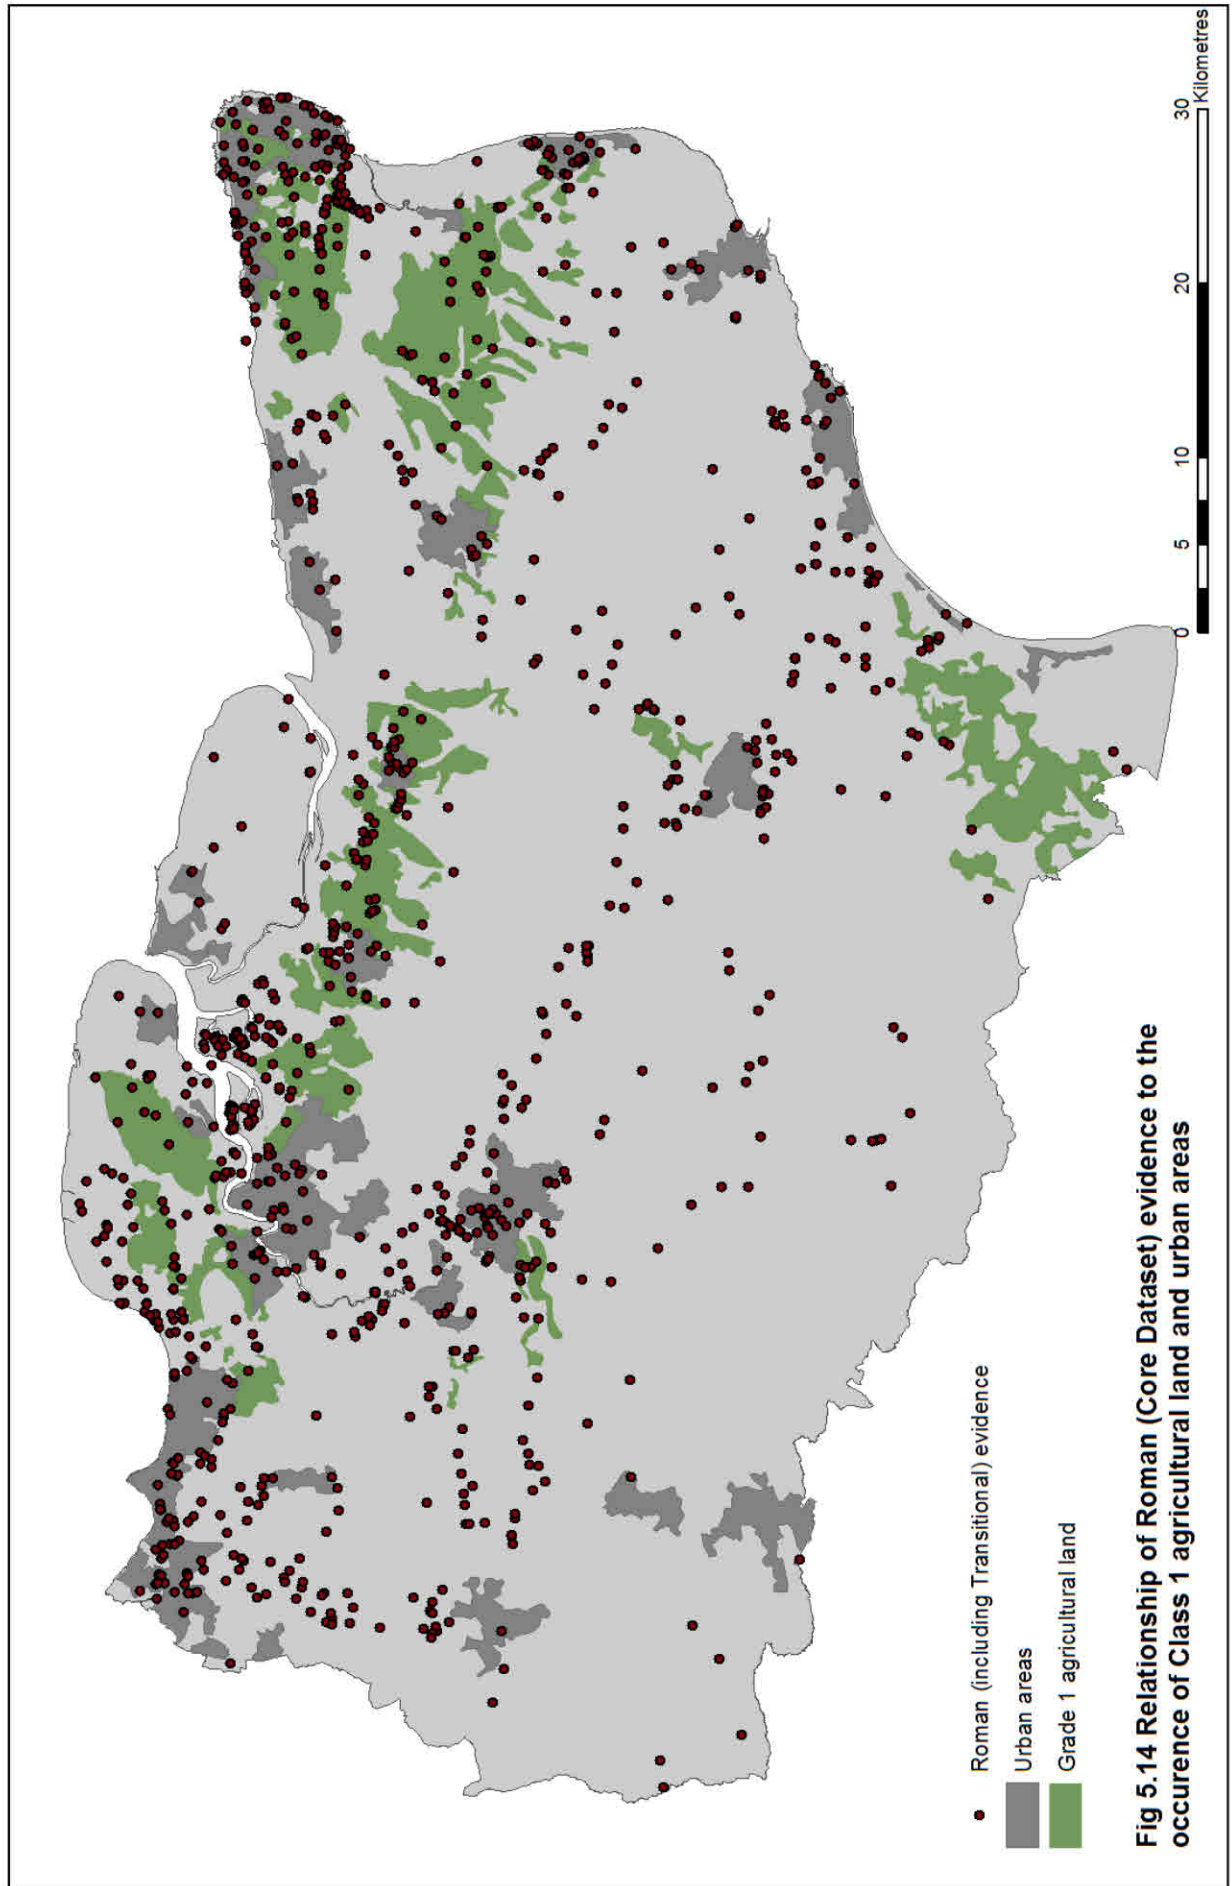 Roman (including Transitional) evidence
Urban areas
Grade 1 agricultural land
Fig 5.14 Relationship of Roman (Core Dataset) evidence to the
occurence of Class 1 agricultural land and urban areas
0 5 10 20 30
Kilometres